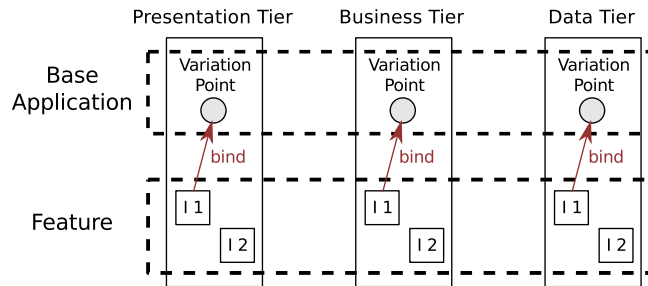 Presentation Tier
Business Tier
Data Tier
Base
Application
Variation
Point
Variation
Point
Variation
Point
bind
bind
bind
Feature
I 1
I 2
I 1
I 2
I 1
I 2